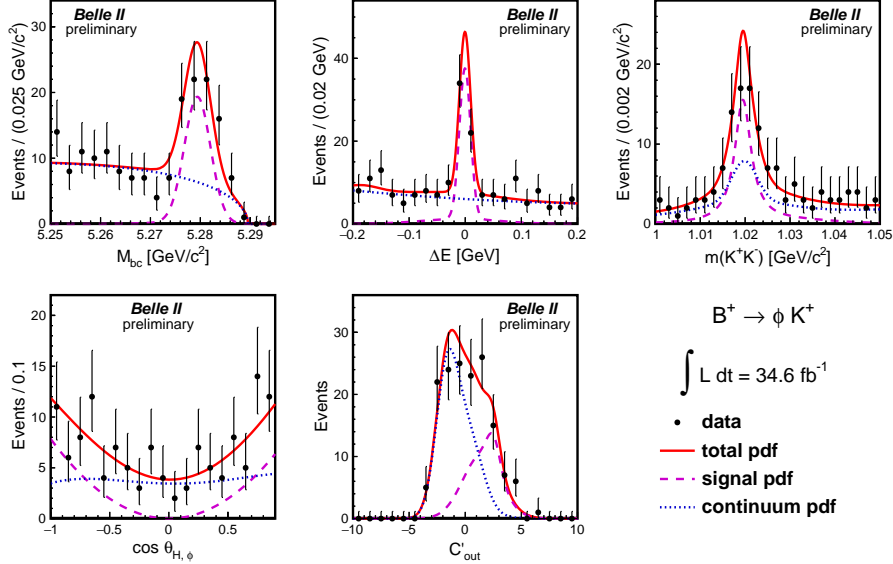 Belle II
preliminary
Events / (0.025 GeV/c²)
30
20
10
0
5.25 5.26 5.27 5.28 5.29
M_bc [GeV/c²]
Belle II
preliminary
Events / (0.02 GeV)
40
20
0
−0.2 −0.1 0 0.1 0.2
ΔE [GeV]
Belle II
preliminary
Events / (0.002 GeV/c²)
20
10
0
1 1.01 1.02 1.03 1.04 1.05
m(K⁺K⁻) [GeV/c²]
Belle II
preliminary
Events / 0.1
20
15
10
5
0
−1 −0.5 0 0.5
cos θ_H, ϕ
Belle II
preliminary
Events
30
20
10
0
−10 −5 0 5 10
C'_out
B⁺ → ϕ K⁺
∫ L dt = 34.6 fb⁻¹
data
total pdf
signal pdf
continuum pdf